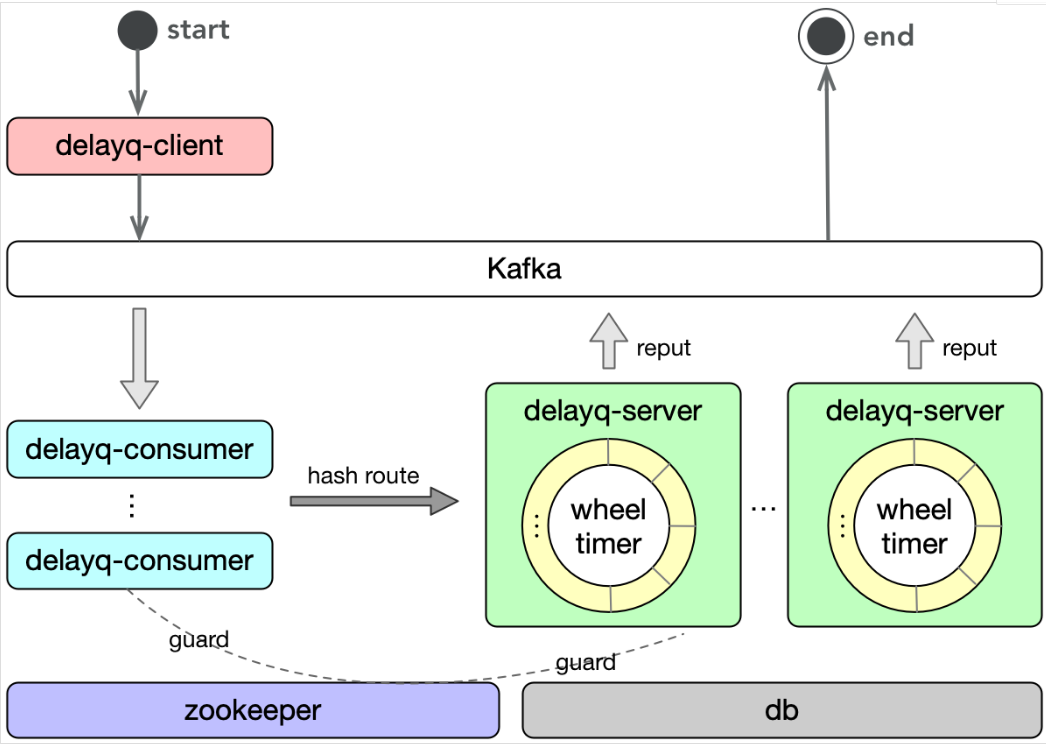 start
end
delayq-client
Kafka
reput
reput
delayq-consumer
⋮
delayq-consumer
hash route
delayq-server
wheel
timer
...
delayq-server
wheel
timer
guard
guard
zookeeper
db